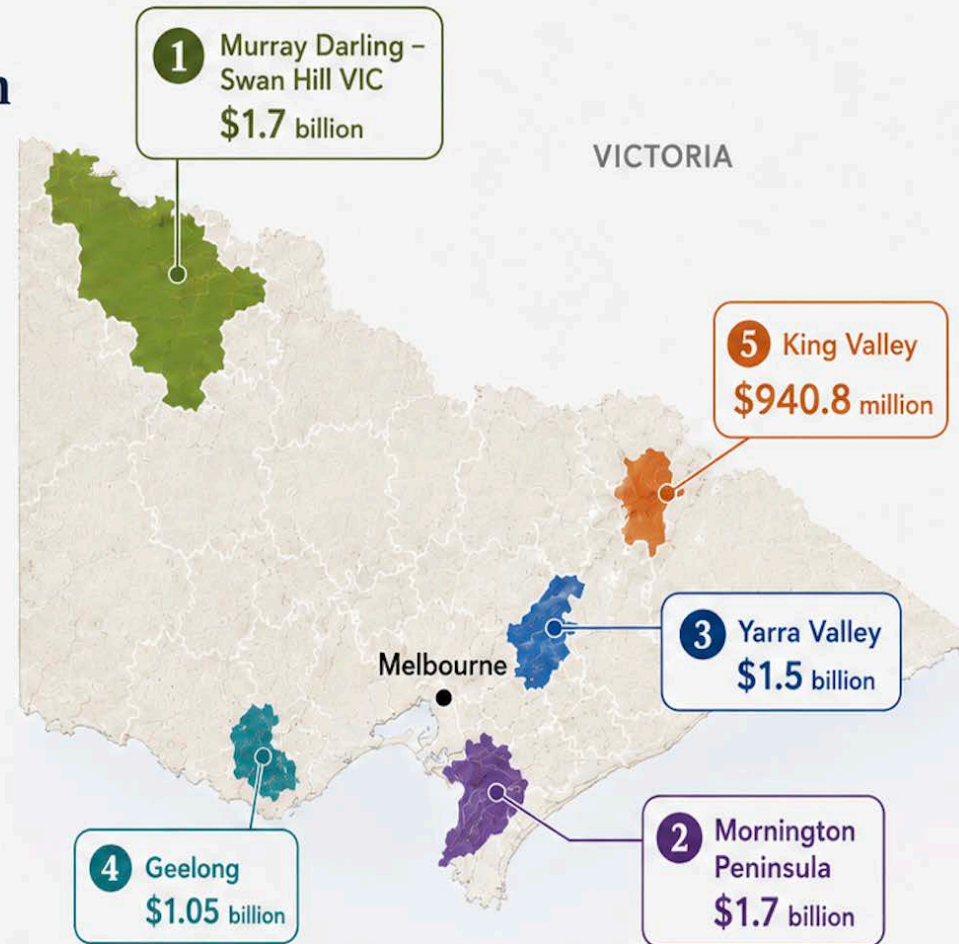 n
1
Murray Darling –
Swan Hill VIC
$1.7 billion
VICTORIA
5
King Valley
$940.8 million
3
Yarra Valley
$1.5 billion
Melbourne
4
Geelong
$1.05 billion
2
Mornington
Peninsula
$1.7 billion